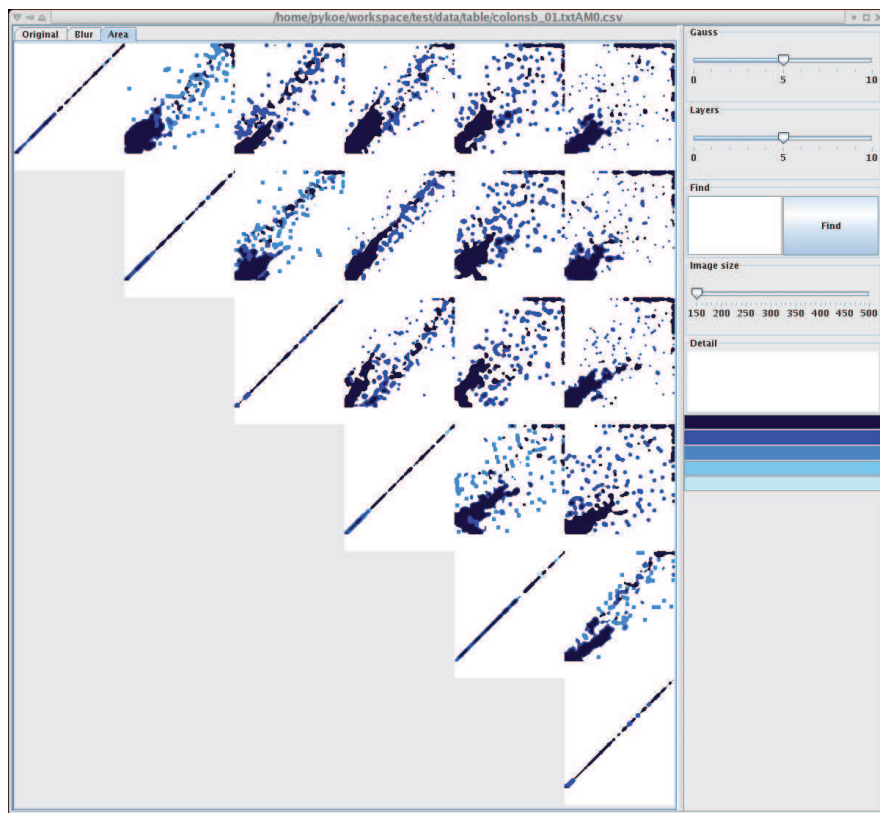 /home/pykoe/workspace/test/data/table/colonsb_01.txtAM0.csv
Original Blur Area
Gauss
0 5 10
Layers
0 5 10
Find
Find
Image size
150 200 250 300 350 400 450 500
Detail